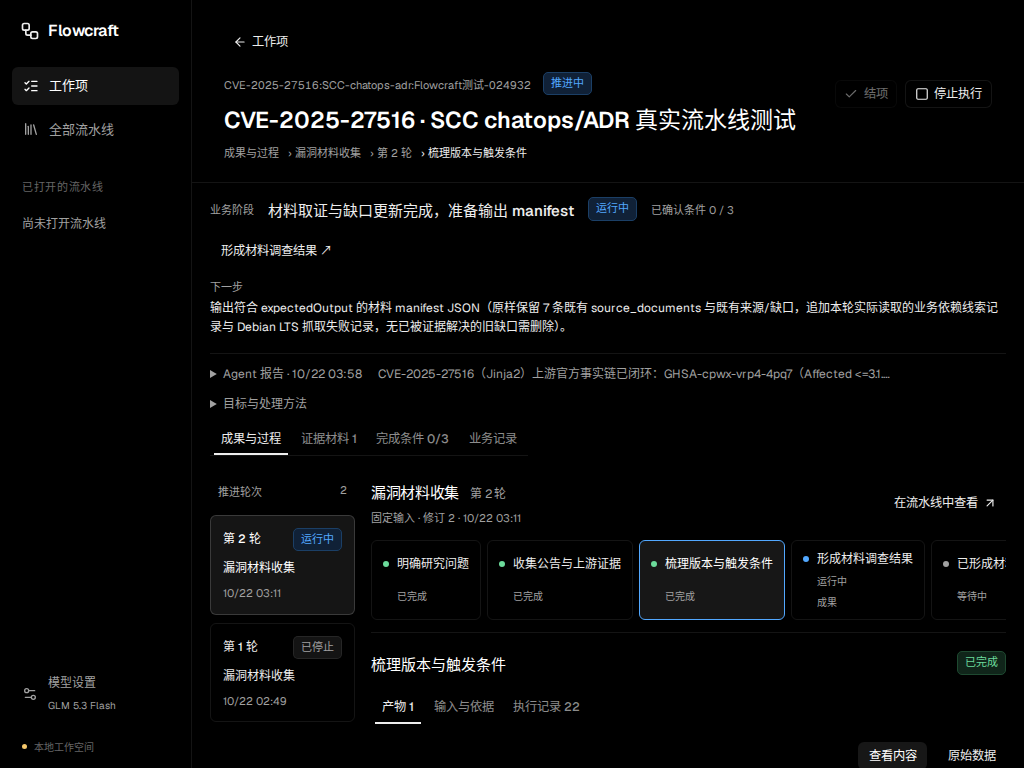 Flowcraft
工作项
全部流水线
已打开的流水线
尚未打开流水线
模型设置
GLM 5.3 Flash
本地工作空间
← 工作项
CVE-2025-27516:SCC-chatops-adr:Flowcraft测试-024932 推进中
结项 停止执行
CVE-2025-27516 · SCC chatops/ADR 真实流水线测试
成果与过程 › 漏洞材料收集 › 第 2 轮 › 梳理版本与触发条件
业务阶段 材料取证与缺口更新完成，准备输出 manifest 运行中 已确认条件 0 / 3
形成材料调查结果 ↗
下一步
输出符合 expectedOutput 的材料 manifest JSON（原样保留 7 条既有 source_documents 与既有来源/缺口，追加本轮实际读取的业务依赖线索记
录与 Debian LTS 抓取失败记录，无已被证据解决的旧缺口需删除）。
Agent 报告 · 10/22 03:58 CVE-2025-27516（Jinja2）上游官方事实链已闭环：GHSA-cpwx-vrp4-4pq7（Affected <=3.1.…
目标与处理方法
成果与过程 证据材料 1 完成条件 0/3 业务记录
推进轮次 2
第 2 轮 运行中
漏洞材料收集
10/22 03:11
第 1 轮 已停止
漏洞材料收集
10/22 02:49
漏洞材料收集 第 2 轮
固定输入 · 修订 2 · 10/22 03:11
在流水线中查看 ↗
明确研究问题
已完成
收集公告与上游证据
已完成
梳理版本与触发条件
已完成
形成材料调查结果
运行中
成果
已形成材
等待中
梳理版本与触发条件 已完成
产物 1 输入与依据 执行记录 22
查看内容 原始数据